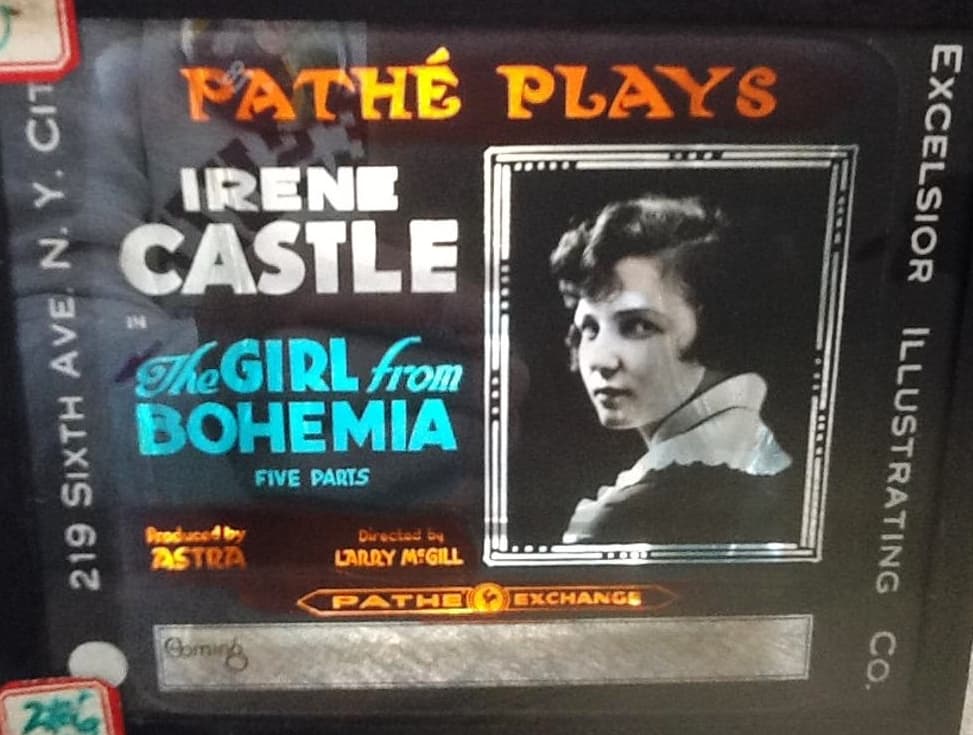 PATHÉ PLAYS
IRENE
CASTLE
IN
The GIRL from
BOHEMIA
FIVE PARTS
Produced by
ASTRA
Directed by
LARRY McGILL
PATHE EXCHANGE
Coming
219 SIXTH AVE. N. Y. CIT
EXCELSIOR ILLUSTRATING CO.